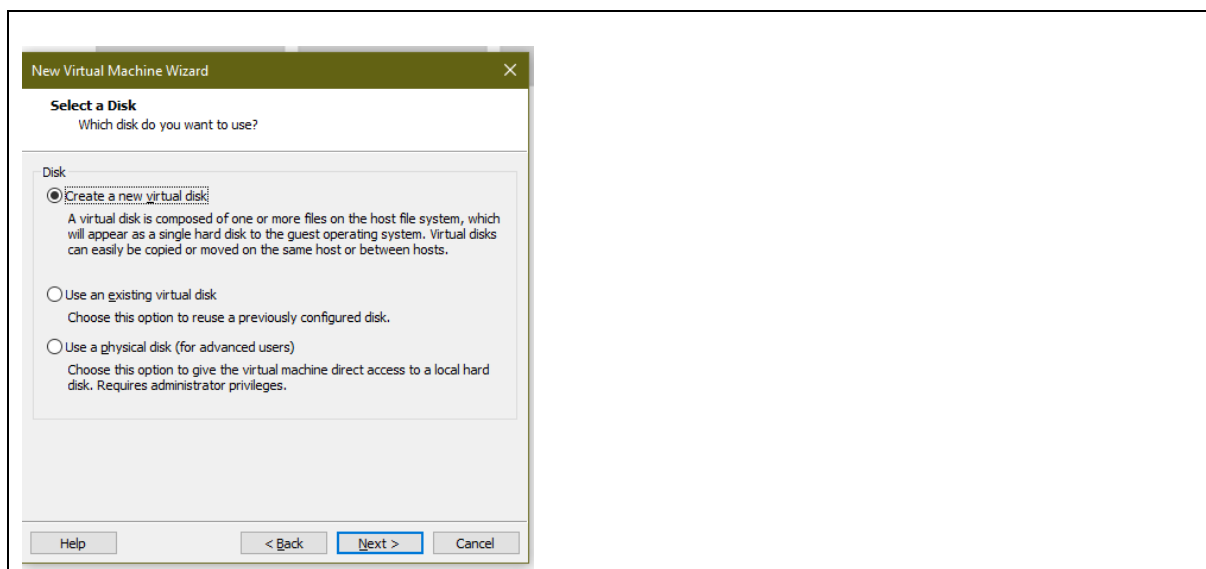 New Virtual Machine Wizard
Select a Disk
Which disk do you want to use?
Disk
Create a new virtual disk
A virtual disk is composed of one or more files on the host file system, which
will appear as a single hard disk to the guest operating system. Virtual disks
can easily be copied or moved on the same host or between hosts.
Use an existing virtual disk
Choose this option to reuse a previously configured disk.
Use a physical disk (for advanced users)
Choose this option to give the virtual machine direct access to a local hard
disk. Requires administrator privileges.
Help < Back Next > Cancel